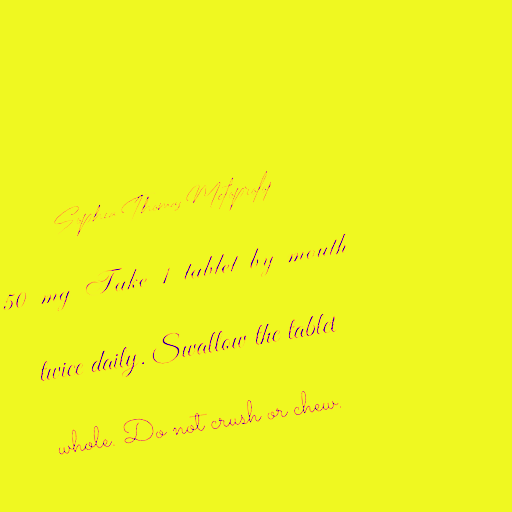 Sophia Thomas
50 mg Take 1 tablet by mouth
twice daily. Swallow the tablet
whole. Do not crush or chew.